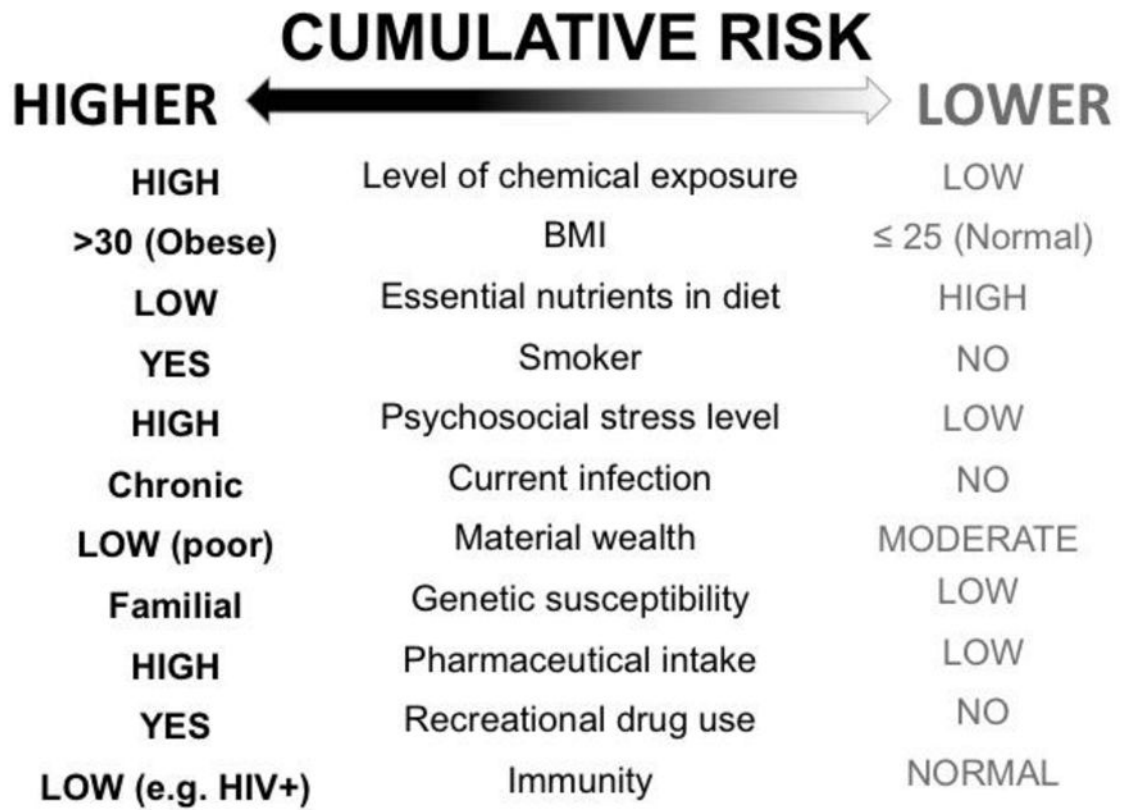 CUMULATIVE RISK
HIGHER LOWER
HIGH Level of chemical exposure LOW
>30 (Obese) BMI ≤ 25 (Normal)
LOW Essential nutrients in diet HIGH
YES Smoker NO
HIGH Psychosocial stress level LOW
Chronic Current infection NO
LOW (poor) Material wealth MODERATE
Familial Genetic susceptibility LOW
HIGH Pharmaceutical intake LOW
YES Recreational drug use NO
LOW (e.g. HIV+) Immunity NORMAL